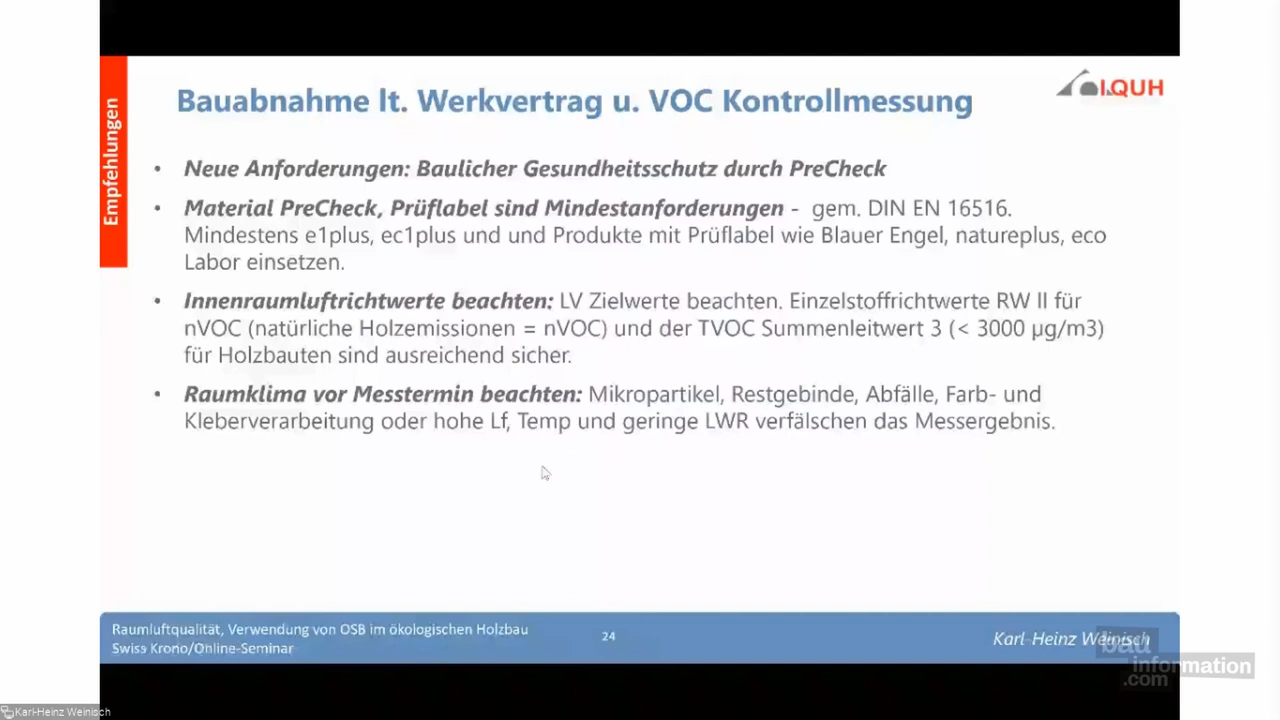 Empfehlungen
Bauabnahme lt. Werkvertrag u. VOC Kontrollmessung
IQUH
• Neue Anforderungen: Baulicher Gesundheitsschutz durch PreCheck
• Material PreCheck, Prüflabel sind Mindestanforderungen - gem. DIN EN 16516.
Mindestens e1plus, ec1plus und und Produkte mit Prüflabel wie Blauer Engel, natureplus, eco
Labor einsetzen.
• Innenraumluftrichtwerte beachten: LV Zielwerte beachten. Einzelstoffrichtwerte RW II für
nVOC (natürliche Holzemissionen = nVOC) und der TVOC Summenleitwert 3 (< 3000 µg/m3)
für Holzbauten sind ausreichend sicher.
• Raumklima vor Messtermin beachten: Mikropartikel, Restgebinde, Abfälle, Farb- und
Kleberverarbeitung oder hohe Lf, Temp und geringe LWR verfälschen das Messergebnis.
Raumluftqualität, Verwendung von OSB im ökologischen Holzbau
Swiss Krono/Online-Seminar
24
Karl-Heinz Weinisch
bau
information
.com
Karl-Heinz Weinisch